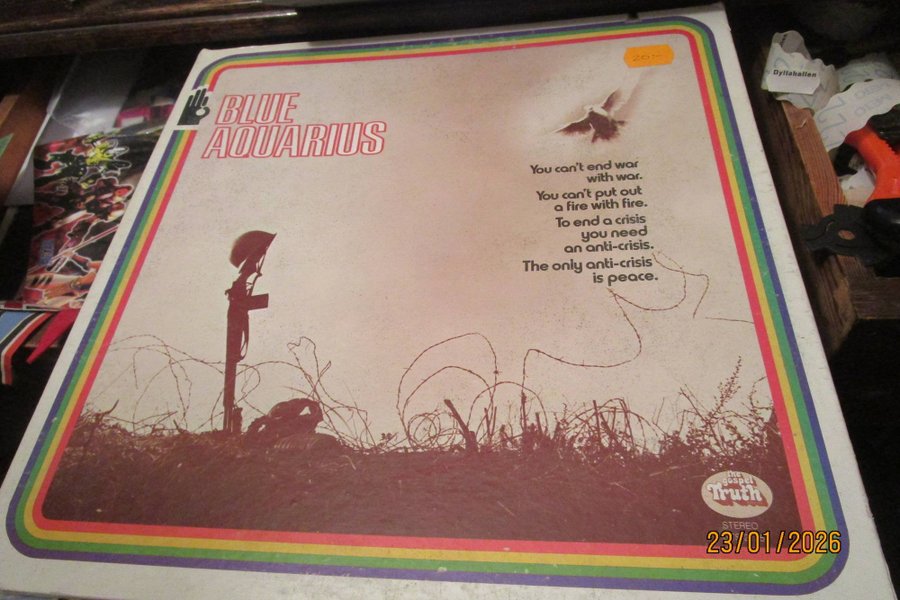 BLUE
AQUARIUS
You can't end war
with war.
You can't put out
a fire with fire.
To end a crisis
you need
an anti-crisis.
The only anti-crisis
is peace.
Dyllahallen
the
gospel
Truth
STEREO
23/01/2026